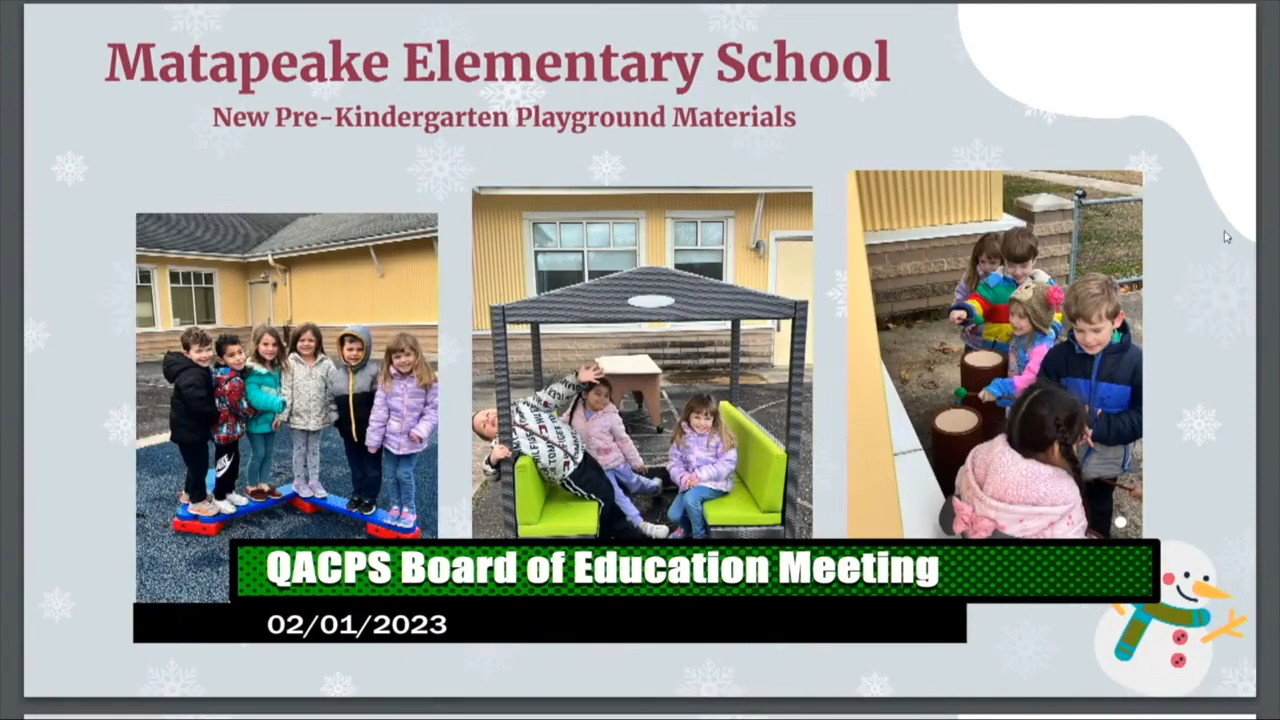 Matapeake Elementary School
New Pre-Kindergarten Playground Materials
QACPS Board of Education Meeting
02/01/2023